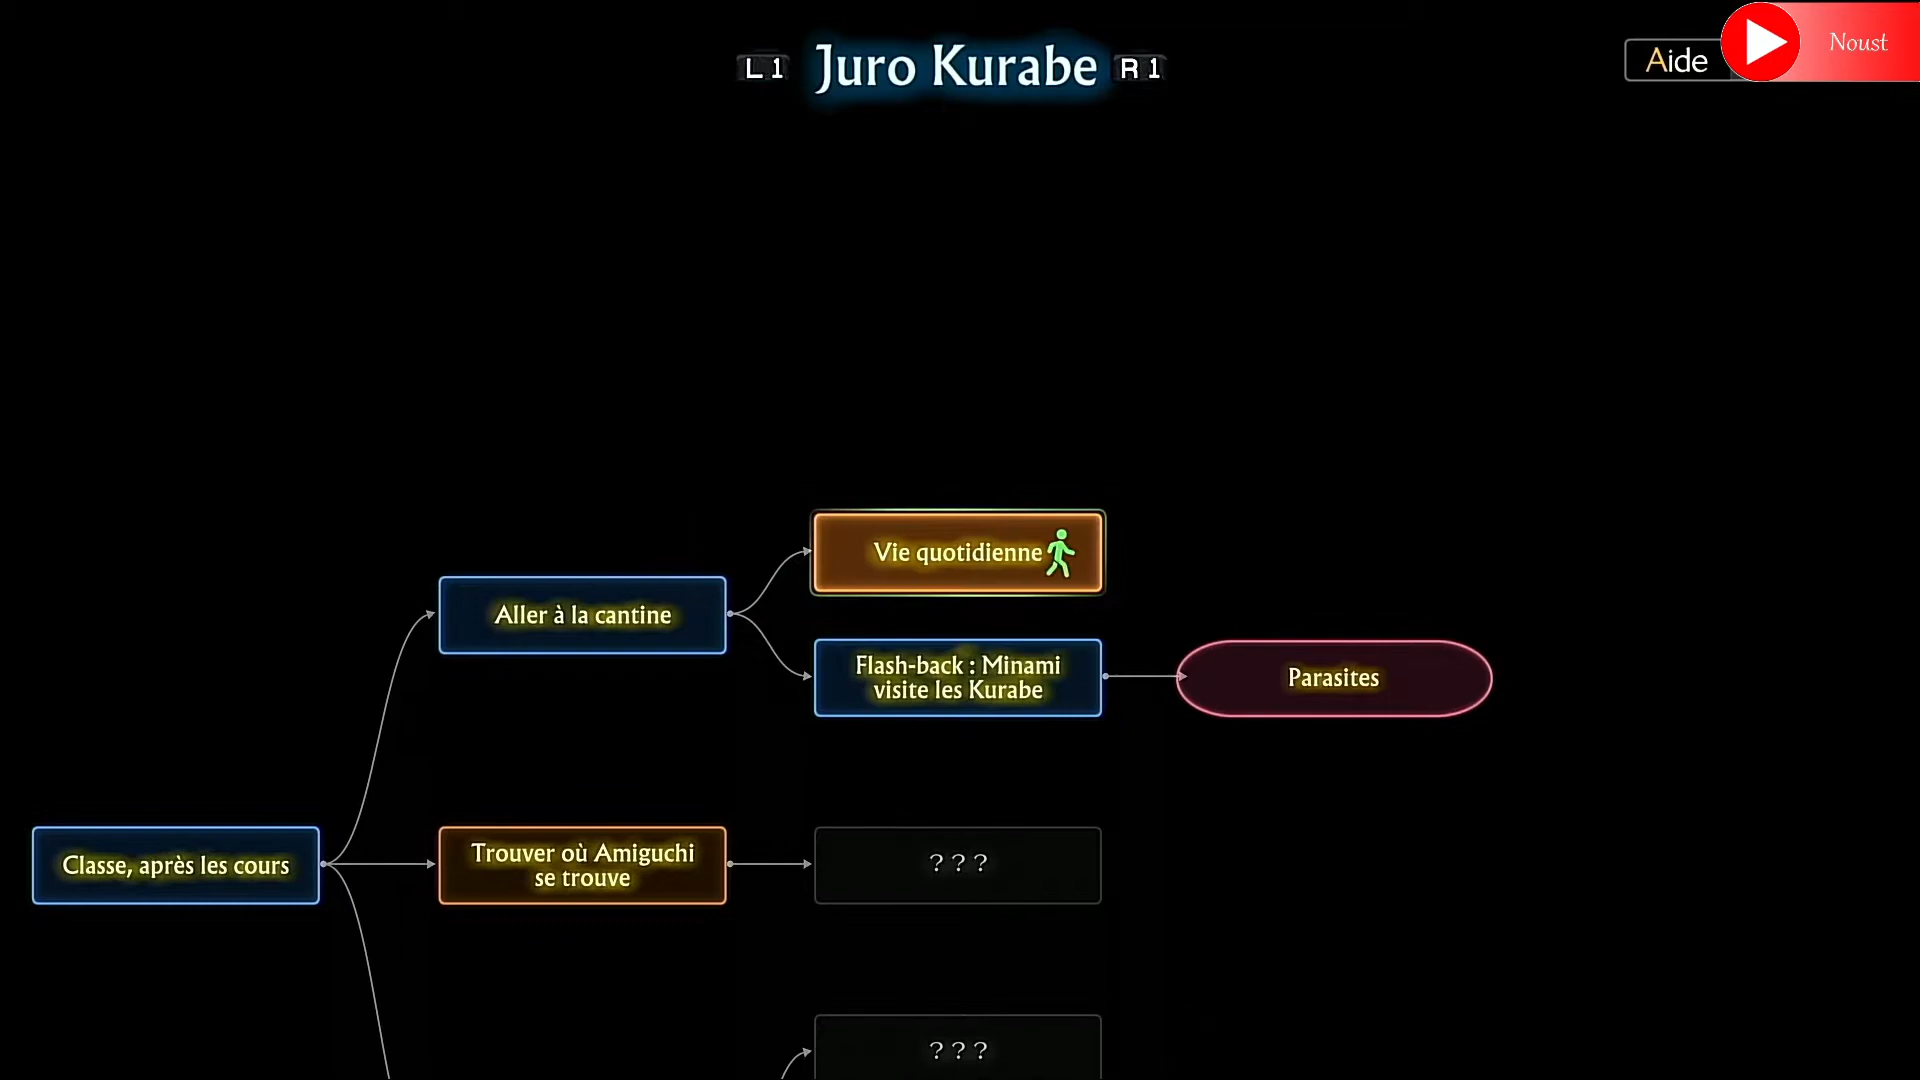 L1 Juro Kurabe R1
Aide
Noust
Vie quotidienne
Aller à la cantine
Flash-back : Minami
visite les Kurabe
Parasites
Classe, après les cours
Trouver où Amiguchi
se trouve
? ? ?
? ? ?